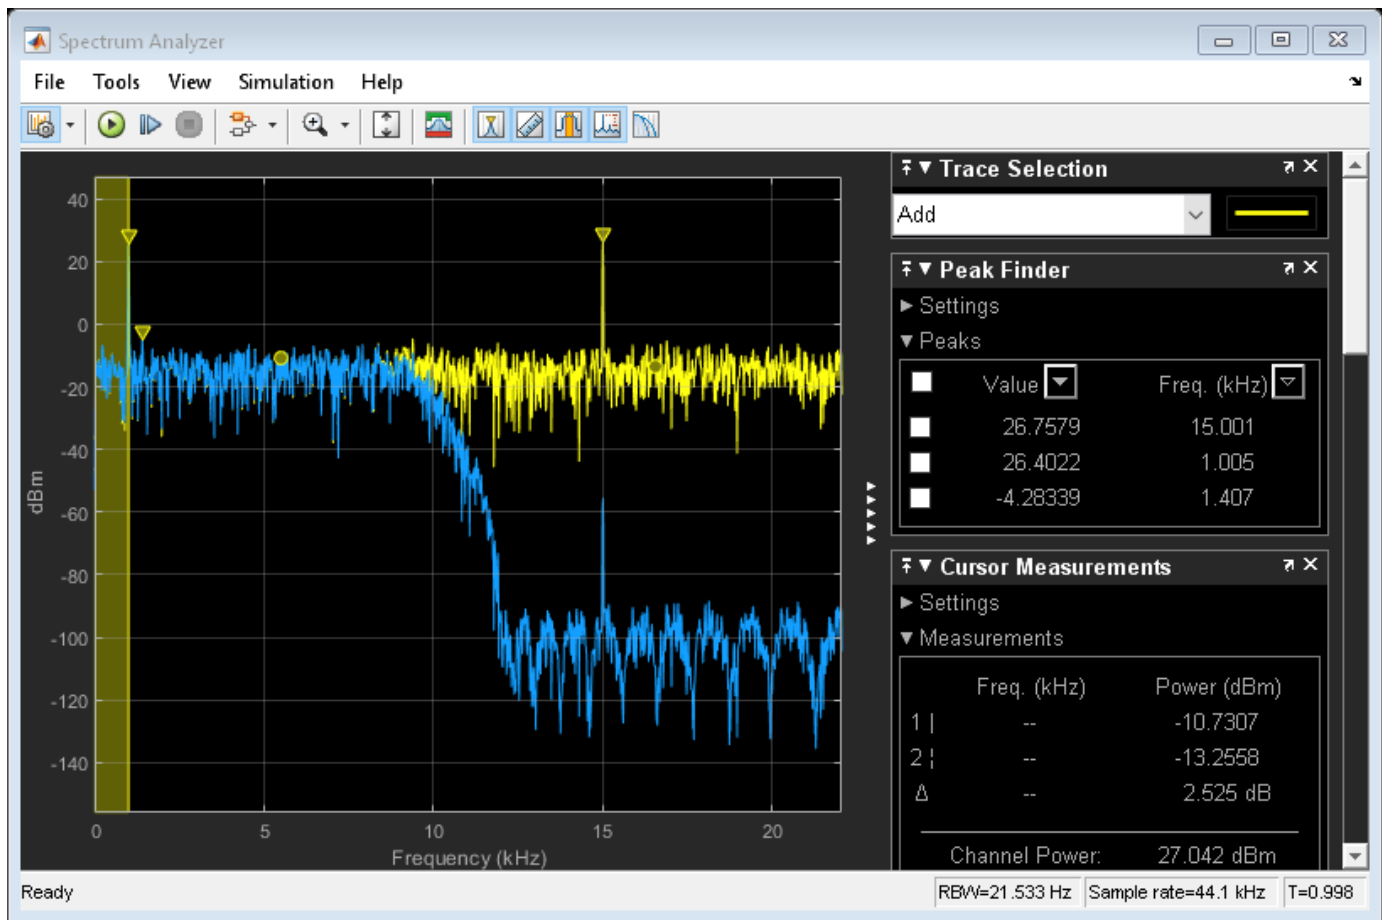 Spectrum Analyzer
File Tools View Simulation Help
Trace Selection
Add
Peak Finder
Settings
Peaks
Value Freq. (kHz)
26.7579 15.001
26.4022 1.005
-4.28339 1.407
Cursor Measurements
Settings
Measurements
Freq. (kHz) Power (dBm)
1 | -- -10.7307
2 ¦ -- -13.2558
Δ -- 2.525 dB
Channel Power: 27.042 dBm
40
20
0
-20
-40
-60
-80
-100
-120
-140
dBm
0 5 10 15 20
Frequency (kHz)
Ready RBW=21.533 Hz Sample rate=44.1 kHz T=0.998